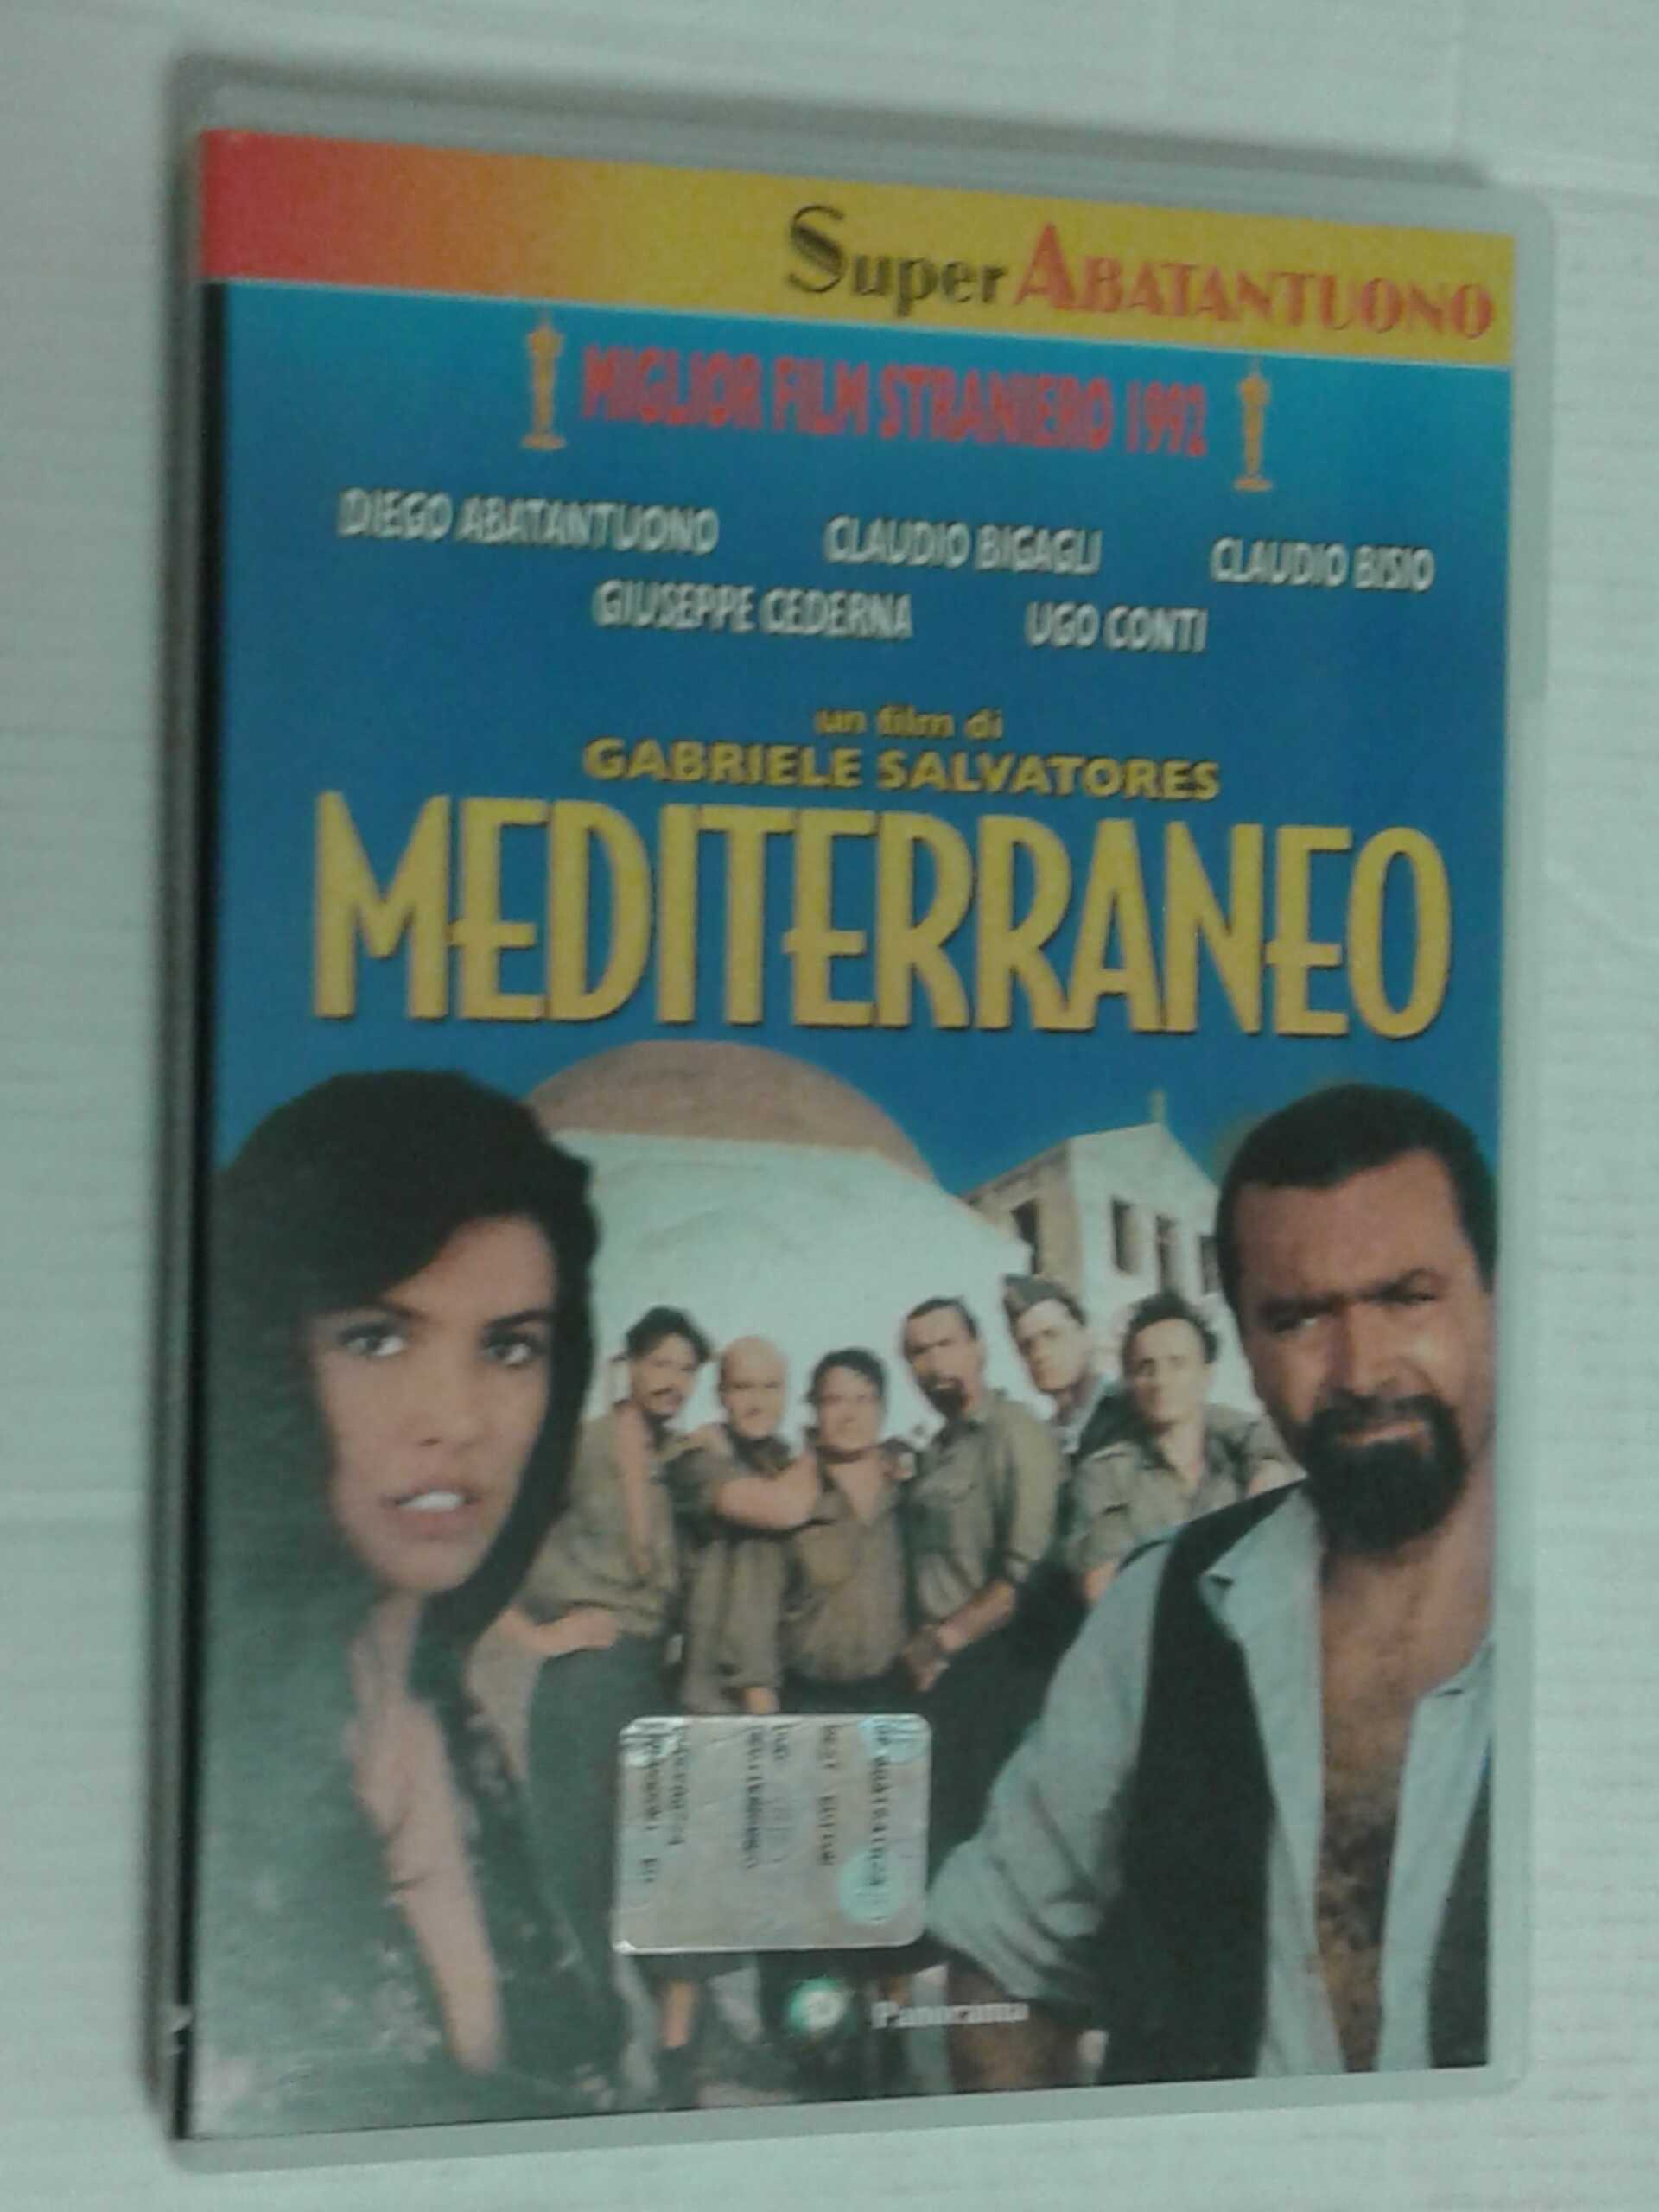 Super ABATANTUONO
MIGLIOR FILM STRANIERO 1992
DIEGO ABATANTUONO CLAUDIO BIGAGLI CLAUDIO BISIO
GIUSEPPE CEDERNA UGO CONTI
un film di
GABRIELE SALVATORES
MEDITERRANEO
Panorama